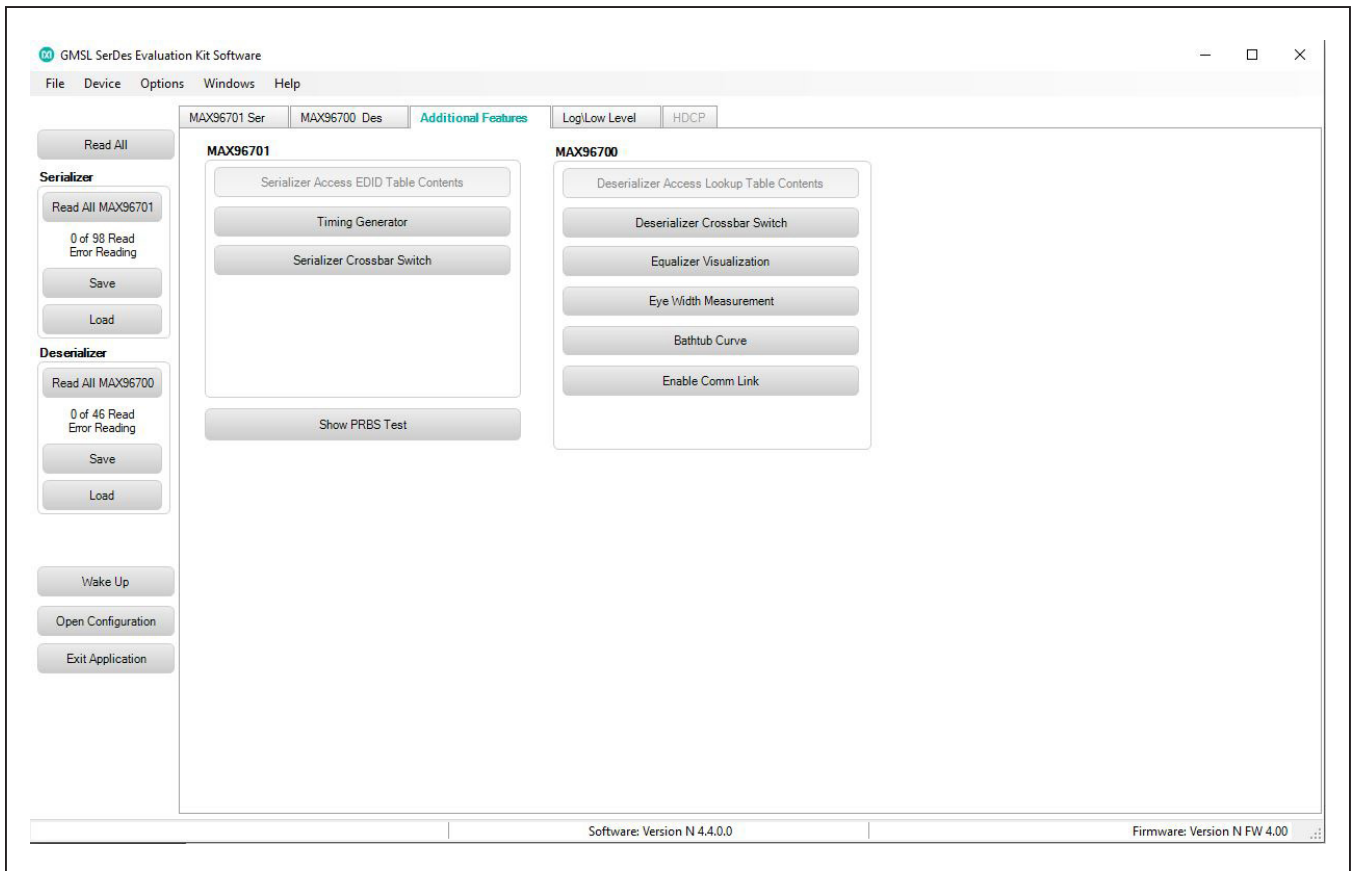 GMSL SerDes Evaluation Kit Software
File Device Options Windows Help
MAX96701 Ser MAX96700 Des Additional Features Log\Low Level HDCP
Read All
Serializer
Read All MAX96701
0 of 98 Read
Error Reading
Save
Load
Deserializer
Read All MAX96700
0 of 46 Read
Error Reading
Save
Load
Wake Up
Open Configuration
Exit Application
MAX96701
Serializer Access EDID Table Contents
Timing Generator
Serializer Crossbar Switch
Show PRBS Test
MAX96700
Deserializer Access Lookup Table Contents
Deserializer Crossbar Switch
Equalizer Visualization
Eye Width Measurement
Bathtub Curve
Enable Comm Link
Software: Version N 4.4.0.0
Firmware: Version N FW 4.00